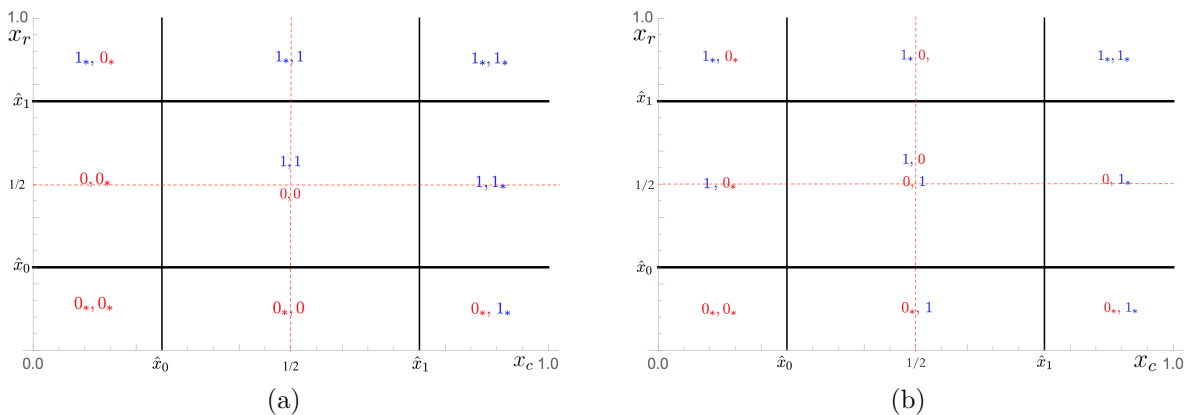 1.0
x_r
1_*, 0_*
1_*, 1
1_*, 1_*
x̂_1
1, 1
0, 0_*
1/2
1, 1_*
0, 0
x̂_0
0_*, 0_*
0_*, 0
0_*, 1_*
0.0
x̂_0
1/2
x̂_1
x_c
1.0
(a)
1.0
x_r
1_*, 0_*
1_* 0,
1_*, 1_*
x̂_1
1, 0
1/2
1, 0_*
0, 1
0, 1_*
x̂_0
0_*, 0_*
0_*, 1
0_*, 1_*
0.0
x̂_0
1/2
x̂_1
x_c
1.0
(b)